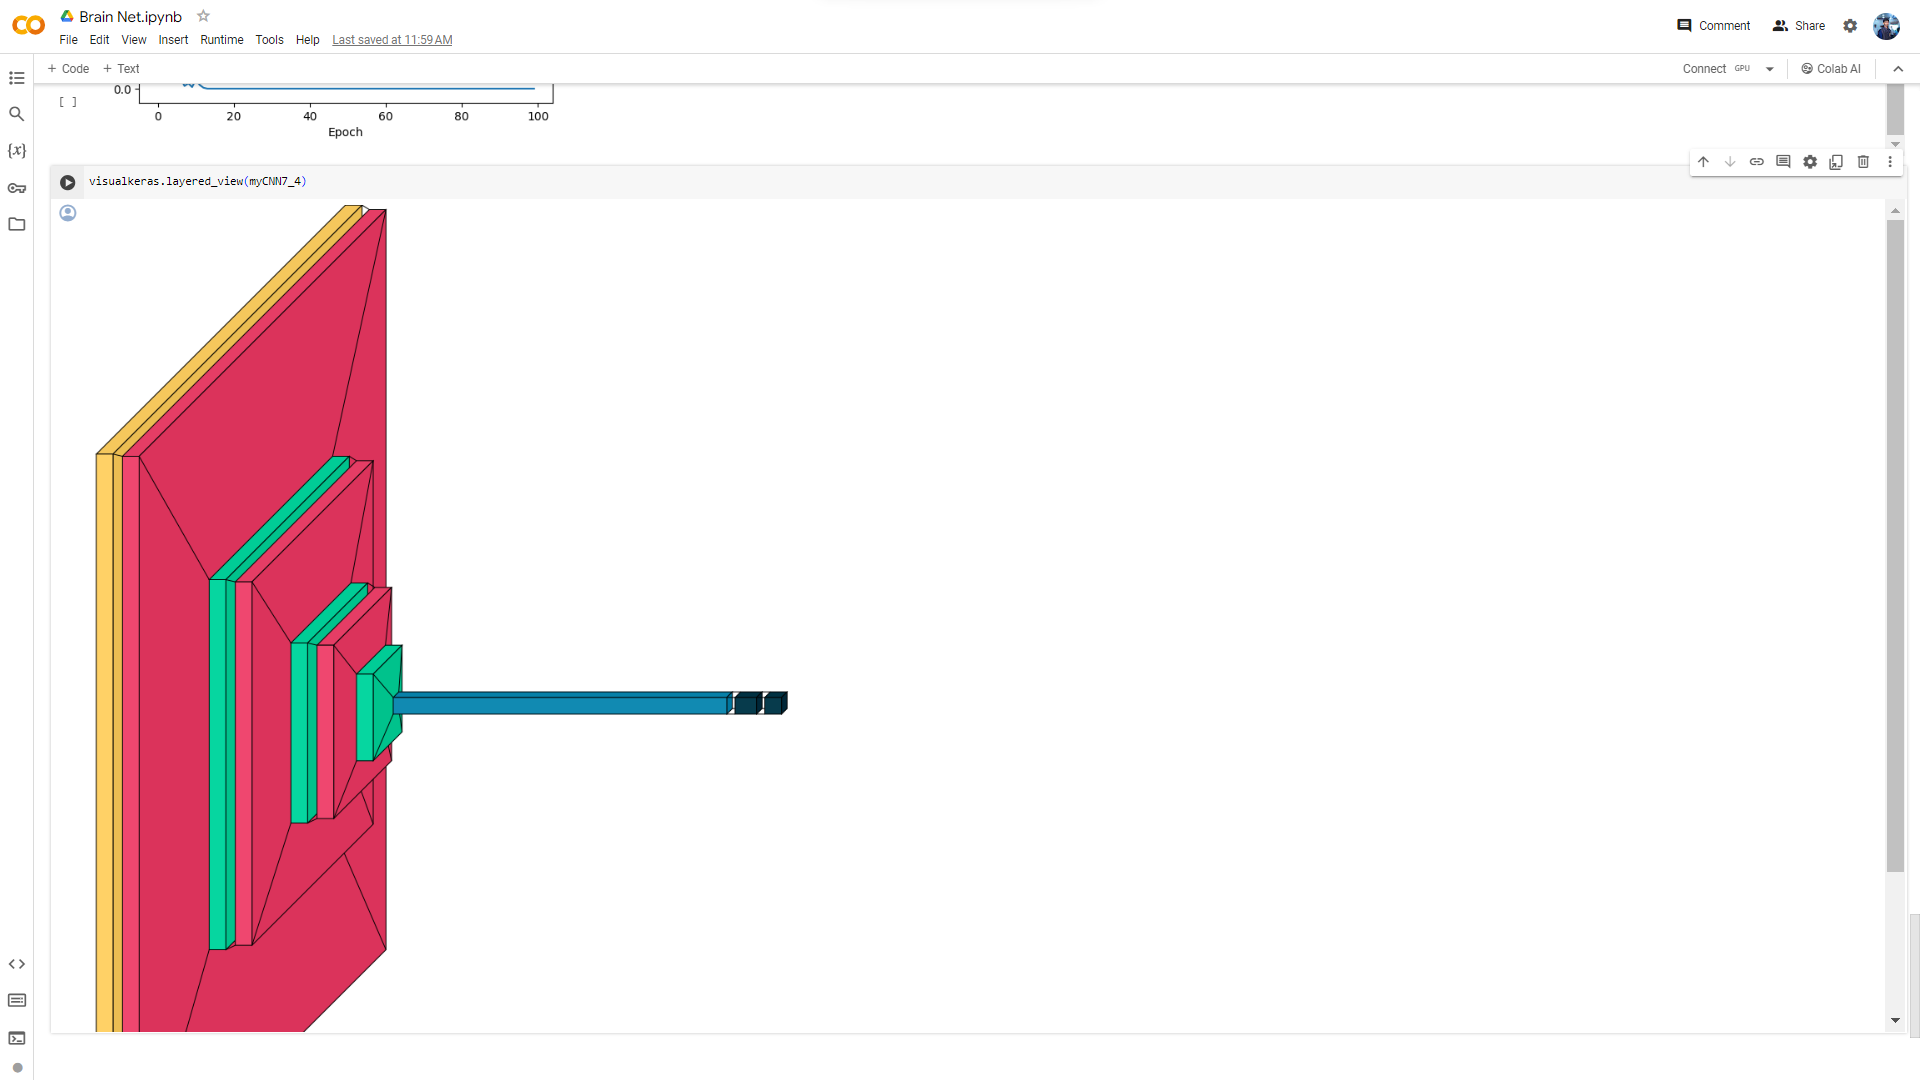 Brain Net.ipynb
File Edit View Insert Runtime Tools Help Last saved at 11:59 AM
Comment Share
+ Code + Text
Connect GPU Colab AI
0.0
[ ]
0 20 40 60 80 100
Epoch
{x}
visualkeras.layered_view(myCNN7_4)